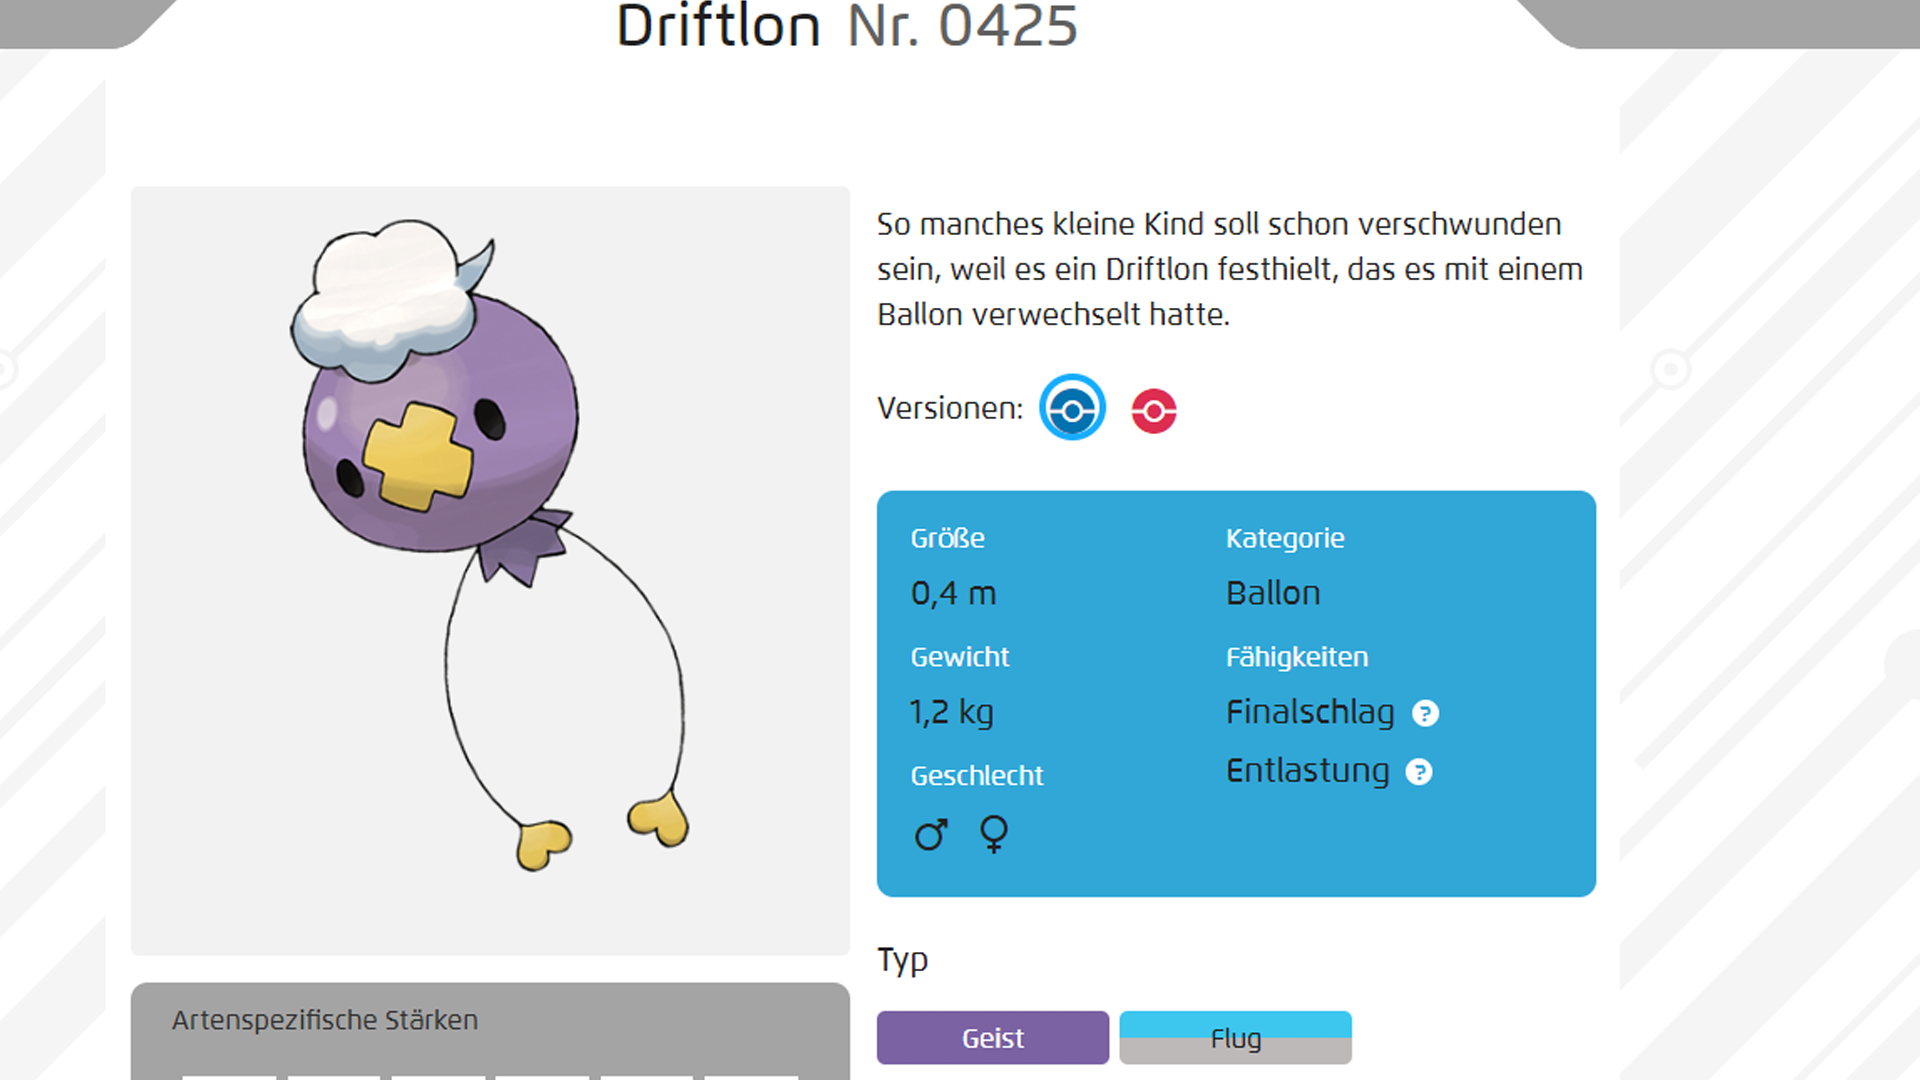 Driftlon Nr. 0425
So manches kleine Kind soll schon verschwunden
sein, weil es ein Driftlon festhielt, das es mit einem
Ballon verwechselt hatte.
Versionen:
Größe
0,4 m
Gewicht
1,2 kg
Geschlecht
♂ ♀
Kategorie
Ballon
Fähigkeiten
Finalschlag ?
Entlastung ?
Typ
Geist
Flug
Artenspezifische Stärken